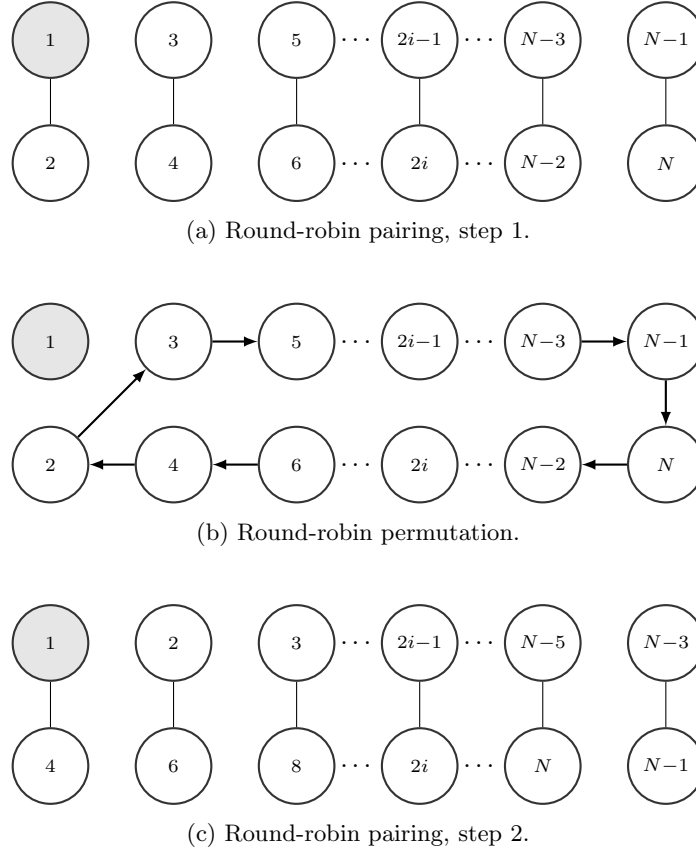 1 3 5 ··· 2i−1 ··· N−3 N−1
2 4 6 ··· 2i ··· N−2 N
(a) Round-robin pairing, step 1.
1 3 5 ··· 2i−1 ··· N−3 N−1
2 4 6 ··· 2i ··· N−2 N
(b) Round-robin permutation.
1 2 3 ··· 2i−1 ··· N−5 N−3
4 6 8 ··· 2i ··· N N−1
(c) Round-robin pairing, step 2.